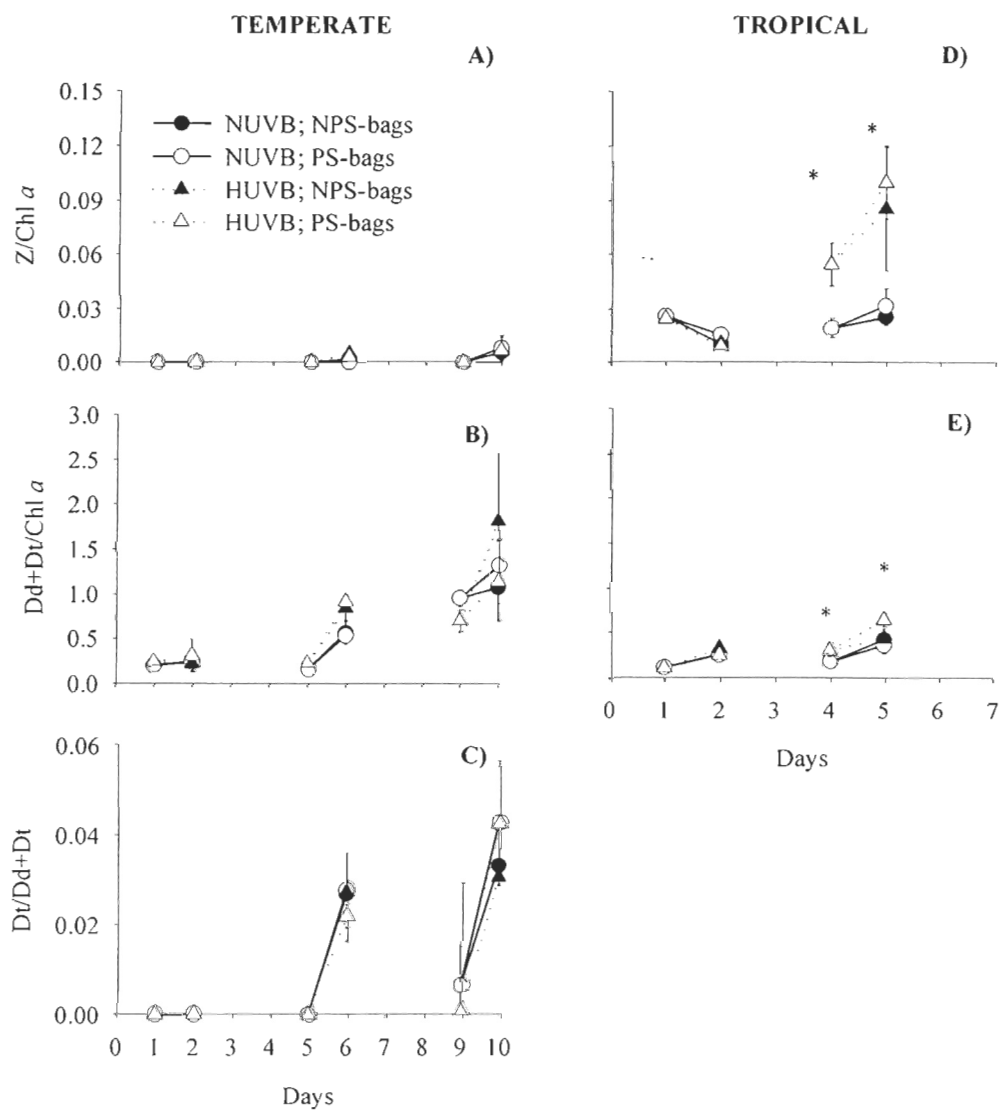 TEMPERATE
A)
0.15
0.12
0.09
0.06
0.03
0.00
Z/Chl a
NUVB; NPS-bags
NUVB; PS-bags
HUVB; NPS-bags
HUVB; PS-bags
B)
3.0
2.5
2.0
1.5
1.0
0.5
0.0
Dd+Dt/Chl a
C)
0.06
0.04
0.02
0.00
Dt/Dd+Dt
0 1 2 3 4 5 6 7 8 9 10
Days
TROPICAL
D)
* *
E)
* *
0 1 2 3 4 5 6 7
Days